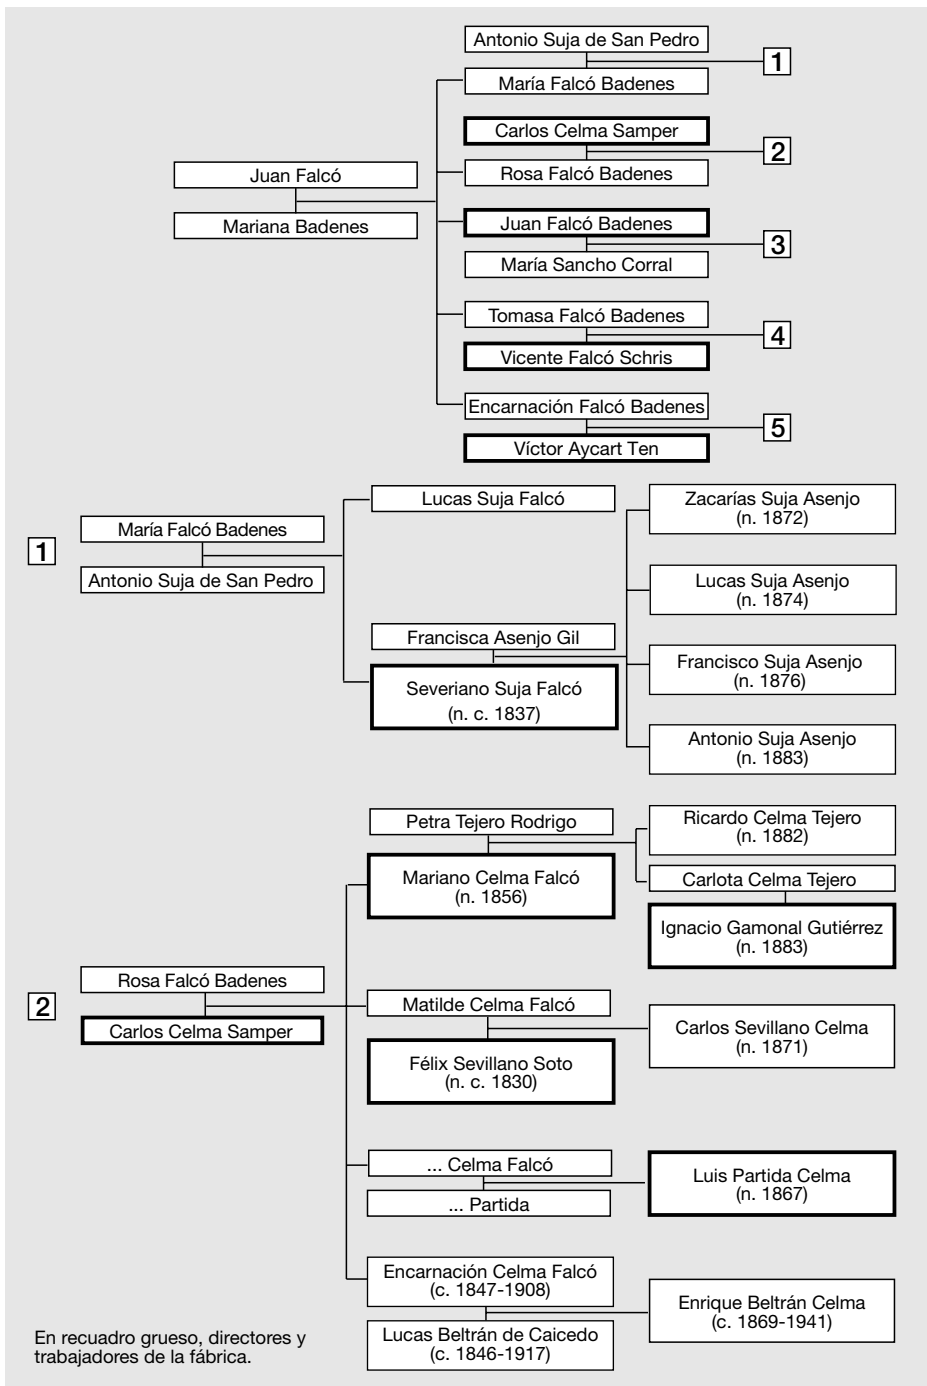 Antonio Suja de San Pedro
1
María Falcó Badenes
Carlos Celma Samper
2
Rosa Falcó Badenes
Juan Falcó
Mariana Badenes
Juan Falcó Badenes
3
María Sancho Corral
Tomasa Falcó Badenes
4
Vicente Falcó Schris
Encarnación Falcó Badenes
5
Víctor Aycart Ten
1
María Falcó Badenes
Antonio Suja de San Pedro
Lucas Suja Falcó
Francisca Asenjo Gil
Severiano Suja Falcó
(n. c. 1837)
Zacarías Suja Asenjo
(n. 1872)
Lucas Suja Asenjo
(n. 1874)
Francisco Suja Asenjo
(n. 1876)
Antonio Suja Asenjo
(n. 1883)
2
Rosa Falcó Badenes
Carlos Celma Samper
Petra Tejero Rodrigo
Mariano Celma Falcó
(n. 1856)
Ricardo Celma Tejero
(n. 1882)
Carlota Celma Tejero
Ignacio Gamonal Gutiérrez
(n. 1883)
Matilde Celma Falcó
Félix Sevillano Soto
(n. c. 1830)
Carlos Sevillano Celma
(n. 1871)
... Celma Falcó
... Partida
Luis Partida Celma
(n. 1867)
Encarnación Celma Falcó
(c. 1847-1908)
Lucas Beltrán de Caicedo
(c. 1846-1917)
Enrique Beltrán Celma
(c. 1869-1941)
En recuadro grueso, directores y
trabajadores de la fábrica.